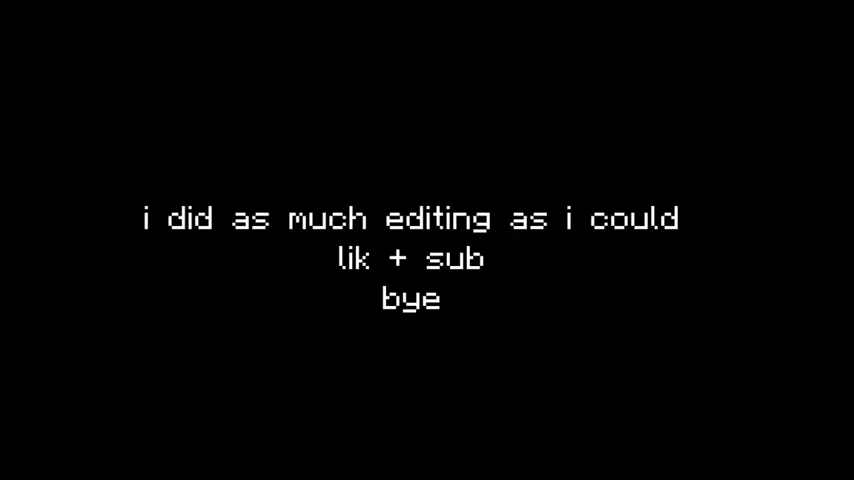 i did as much editing as i could
lik + sub
bye